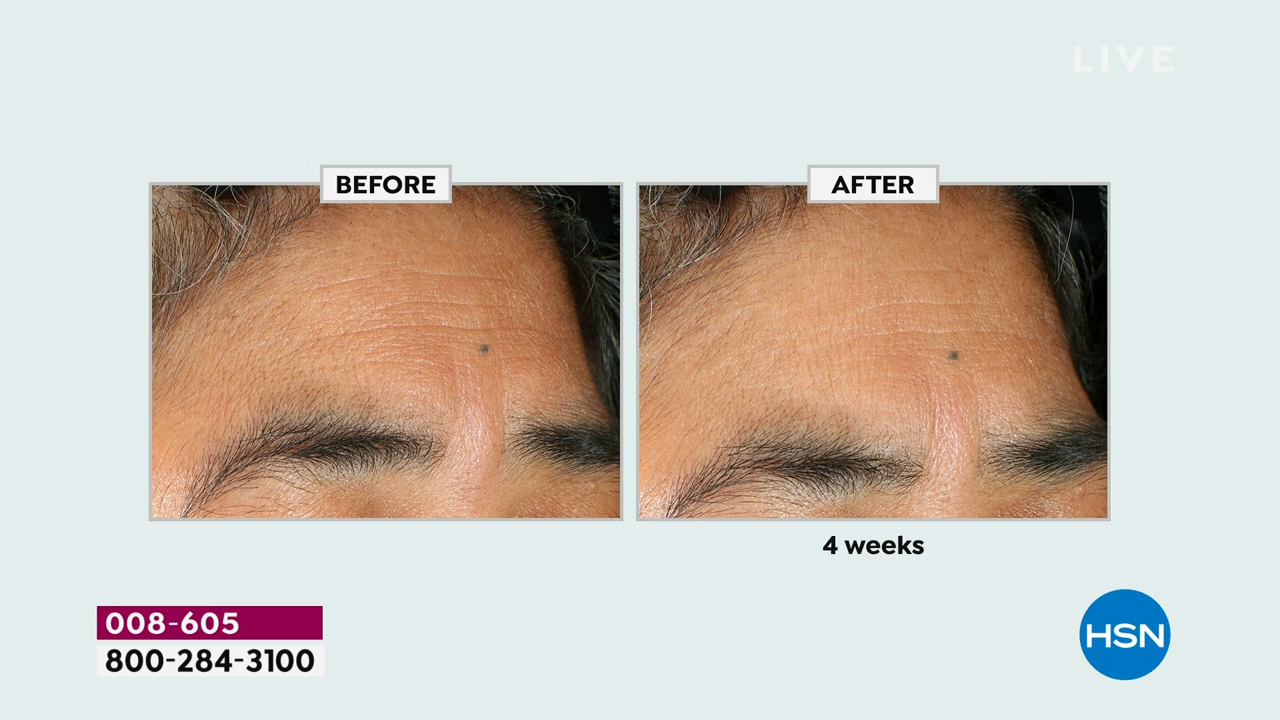 LIVE
BEFORE
AFTER
4 weeks
008-605
800-284-3100
HSN